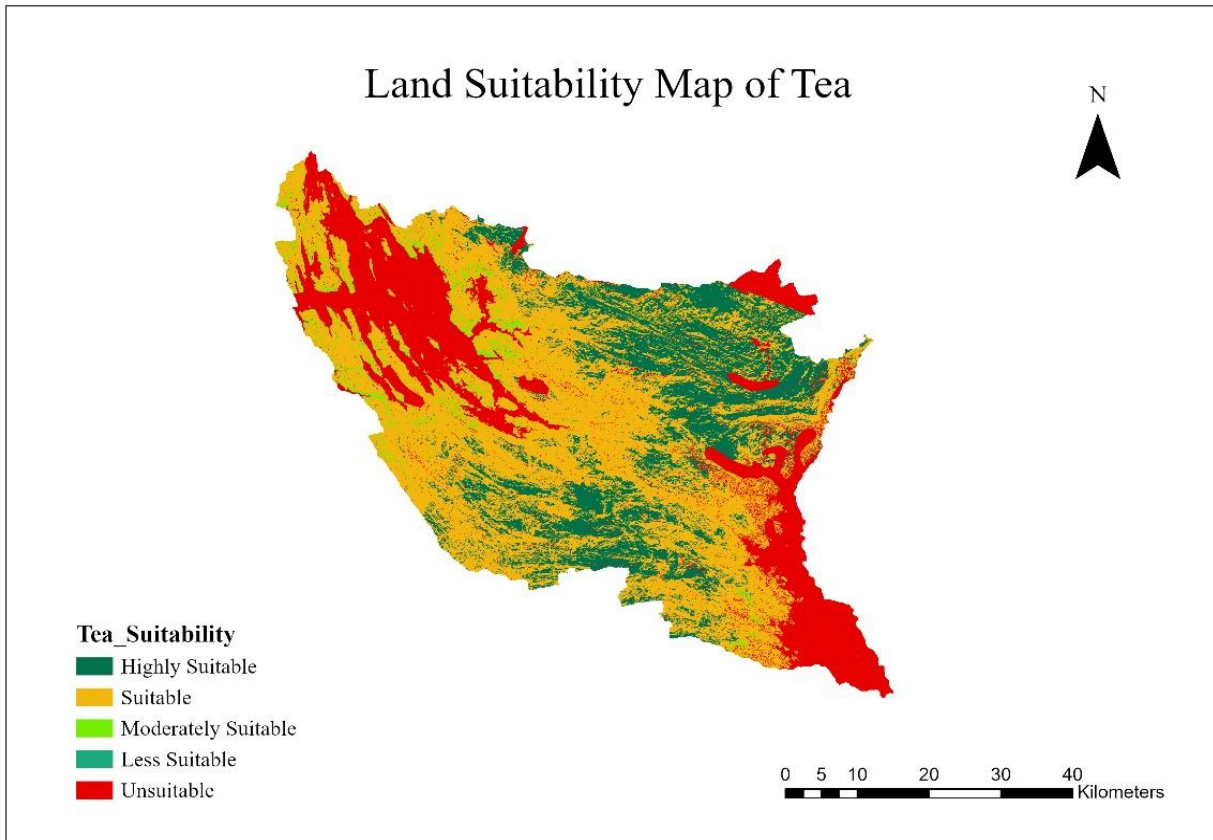 Land Suitability Map of Tea
N
Tea_Suitability
Highly Suitable
Suitable
Moderately Suitable
Less Suitable
Unsuitable
0 5 10 20 30 40
Kilometers